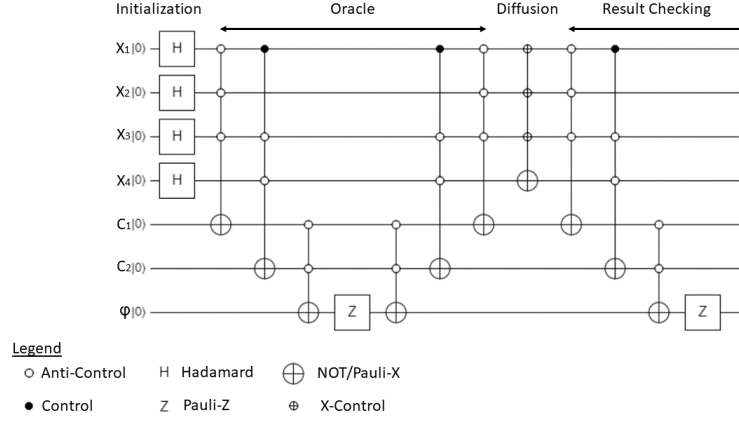 Initialization Oracle Diffusion Result Checking
X1|0⟩ H
X2|0⟩ H
X3|0⟩ H
X4|0⟩ H
C1|0⟩
C2|0⟩
φ|0⟩ Z Z
Legend
Anti-Control H Hadamard NOT/Pauli-X
Control Z Pauli-Z X-Control